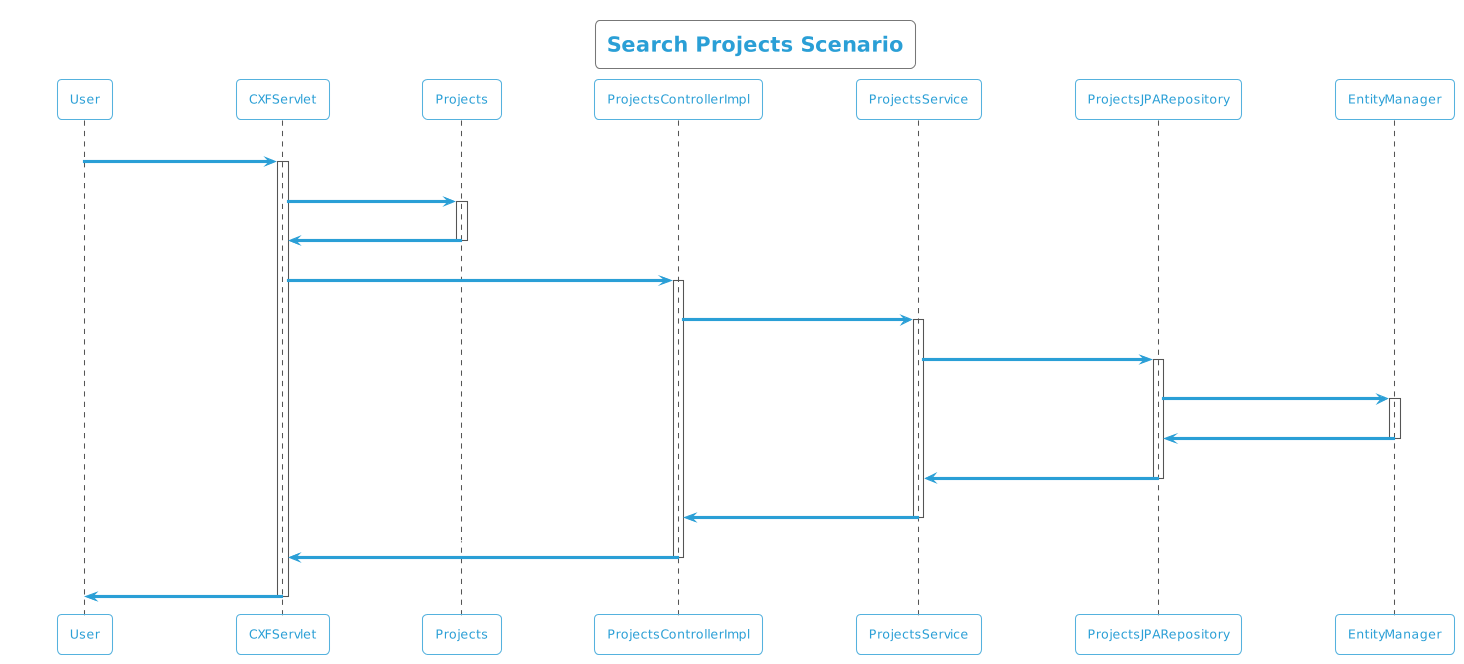 Search Projects Scenario
User
CXFServlet
Projects
ProjectsControllerImpl
ProjectsService
ProjectsJPARepository
EntityManager
User
CXFServlet
Projects
ProjectsControllerImpl
ProjectsService
ProjectsJPARepository
EntityManager